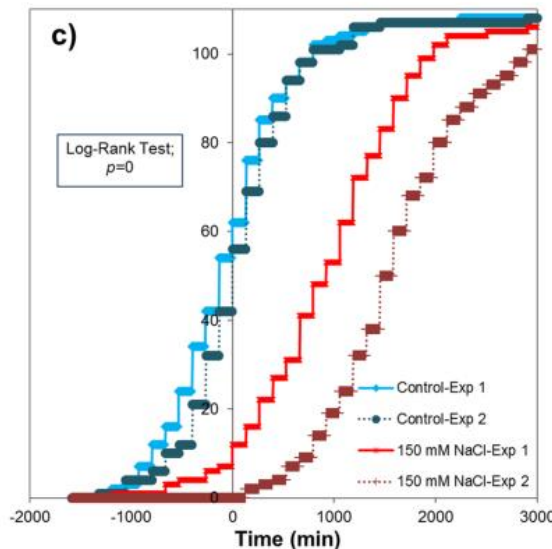 c)
100
80
60
40
20
0
Log-Rank Test;
p=0
Control-Exp 1
Control-Exp 2
150 mM NaCl-Exp 1
150 mM NaCl-Exp 2
-2000 -1000 0 1000 2000 3000
Time (min)